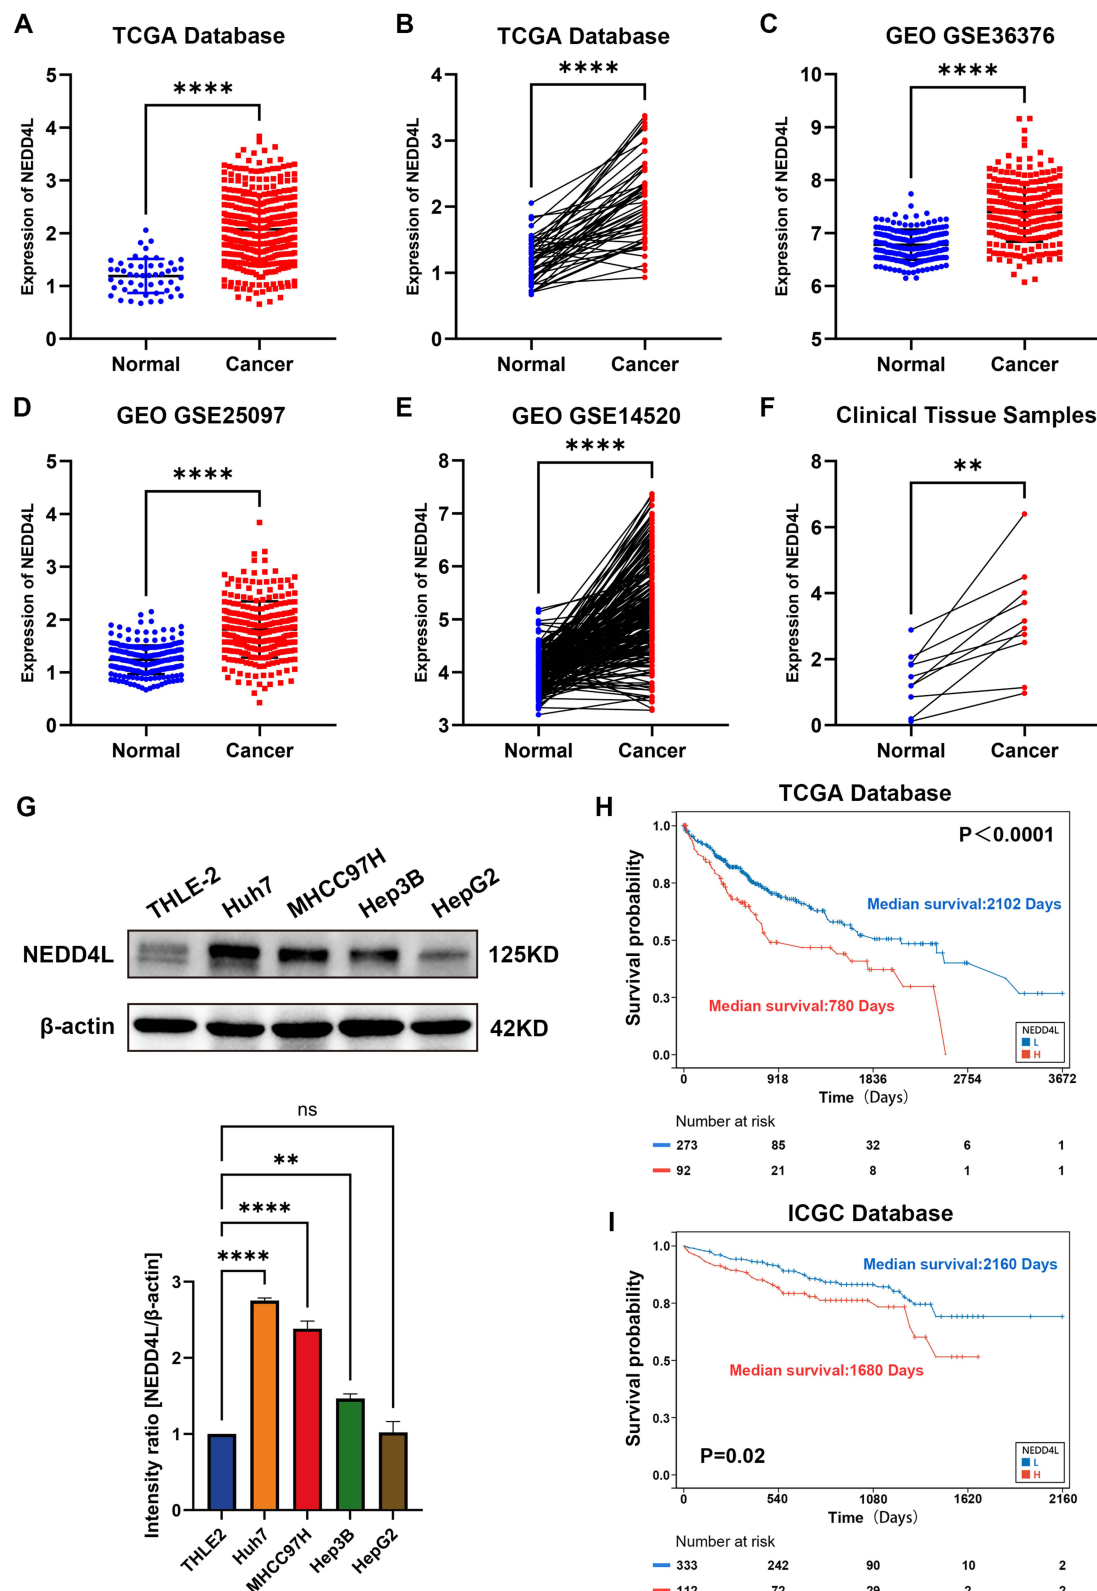 A
TCGA Database
****
Expression of NEDD4L
5
4
3
2
1
0
Normal
Cancer
B
TCGA Database
****
Expression of NEDD4L
4
3
2
1
0
Normal
Cancer
C
GEO GSE36376
****
Expression of NEDD4L
10
9
8
7
6
5
Normal
Cancer
D
GEO GSE25097
****
Expression of NEDD4L
5
4
3
2
1
0
Normal
Cancer
E
GEO GSE14520
****
Expression of NEDD4L
8
7
6
5
4
3
Normal
Cancer
F
Clinical Tissue Samples
**
Expression of NEDD4L
8
6
4
2
0
Normal
Cancer
G
THLE-2
Huh7
MHCC97H
Hep3B
HepG2
NEDD4L
125KD
β-actin
42KD
ns
**
****
****
Intensity ratio [NEDD4L/β-actin]
3
2
1
0
THLE2
Huh7
MHCC97H
Hep3B
HepG2
H
TCGA Database
P＜0.0001
Median survival:2102 Days
Median survival:780 Days
Survival probability
1.0
0.8
0.5
0.3
0.0
NEDD4L
L
H
0 918 1836 2754 3672
Time（Days）
Number at risk
273 85 32 6 1
92 21 8 1 1
I
ICGC Database
Median survival:2160 Days
Median survival:1680 Days
P=0.02
Survival probability
1.0
0.8
0.5
0.3
0.0
NEDD4L
L
H
0 540 1080 1620 2160
Time（Days）
Number at risk
333 242 90 10 2
112 72 29 2 2